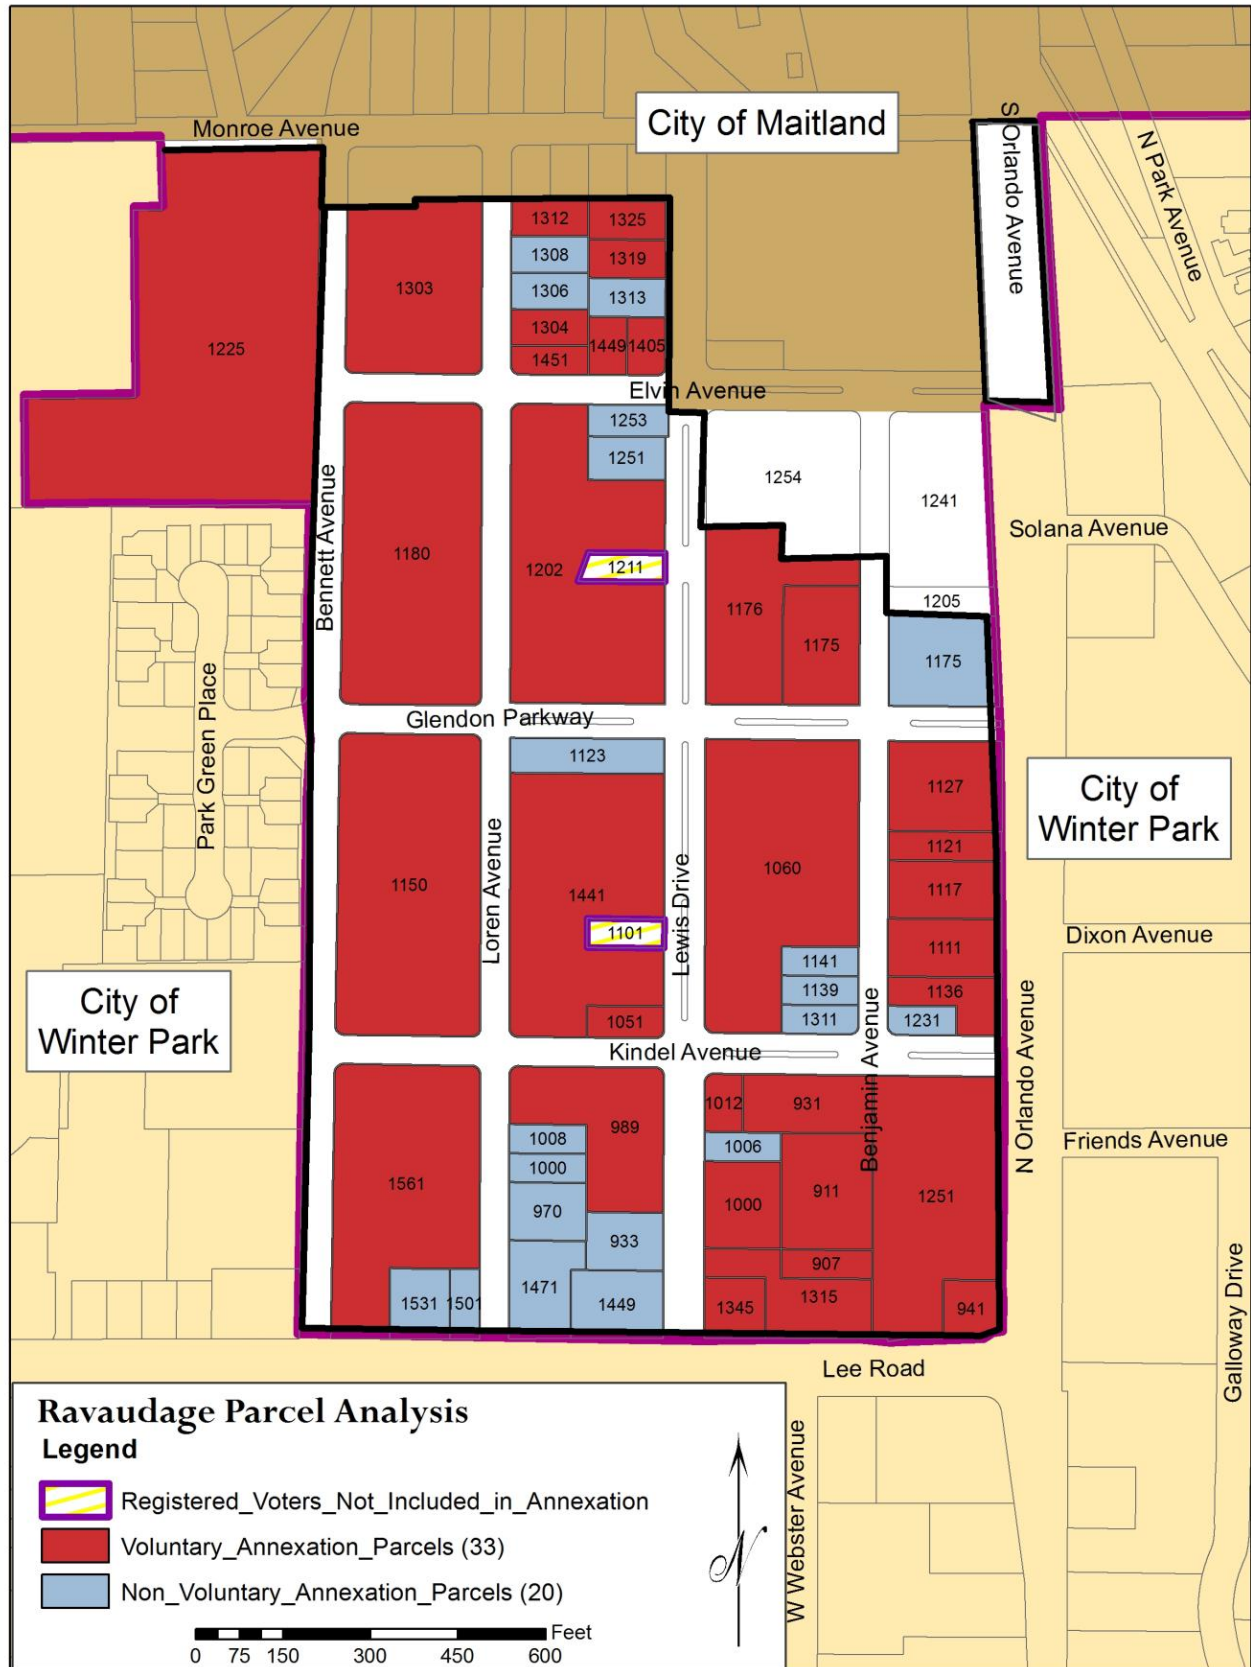 City of Maitland
Monroe Avenue
S Orlando Avenue
N Park Avenue
1312
1325
1308
1319
1303
1306
1313
1225
1304
1449
1405
1451
Elvin Avenue
1253
1251
1254
1241
Bennett Avenue
Solana Avenue
1180
1202
1211
1205
1176
1175
1175
Park Green Place
Glendon Parkway
1123
1127
City of
Winter Park
1121
1150
Loren Avenue
1441
Lewis Drive
1060
1117
1101
1111
Dixon Avenue
1141
1139
1136
City of
Winter Park
1051
1311
1231
Kindel Avenue
Benjamin Avenue
N Orlando Avenue
1012
931
989
1008
1006
Friends Avenue
1000
1561
970
1000
911
1251
933
907
1471
1531
1501
1449
1345
1315
941
Galloway Drive
Lee Road
W Webster Avenue
Ravaudage Parcel Analysis
Legend
Registered_Voters_Not_Included_in_Annexation
Voluntary_Annexation_Parcels (33)
Non_Voluntary_Annexation_Parcels (20)
N
Feet
0 75 150 300 450 600